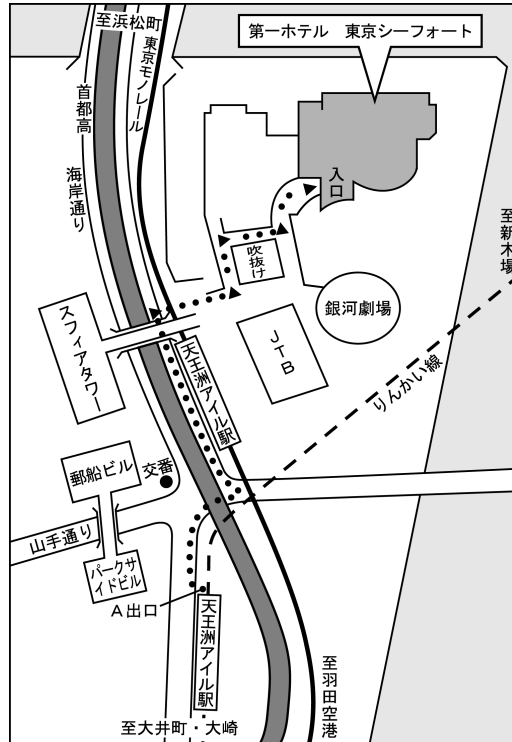 至浜松町
第一ホテル　東京シーフォート
東京モノレール
首都高
海岸通り
入口
至新木場
吹抜け
銀河劇場
スフィアタワー
JTB
天王洲アイル駅
りんかい線
郵船ビル
交番
山手通り
パークサ
イドビル
A出口
天王洲アイル駅
至羽田空港
至大井町・大崎